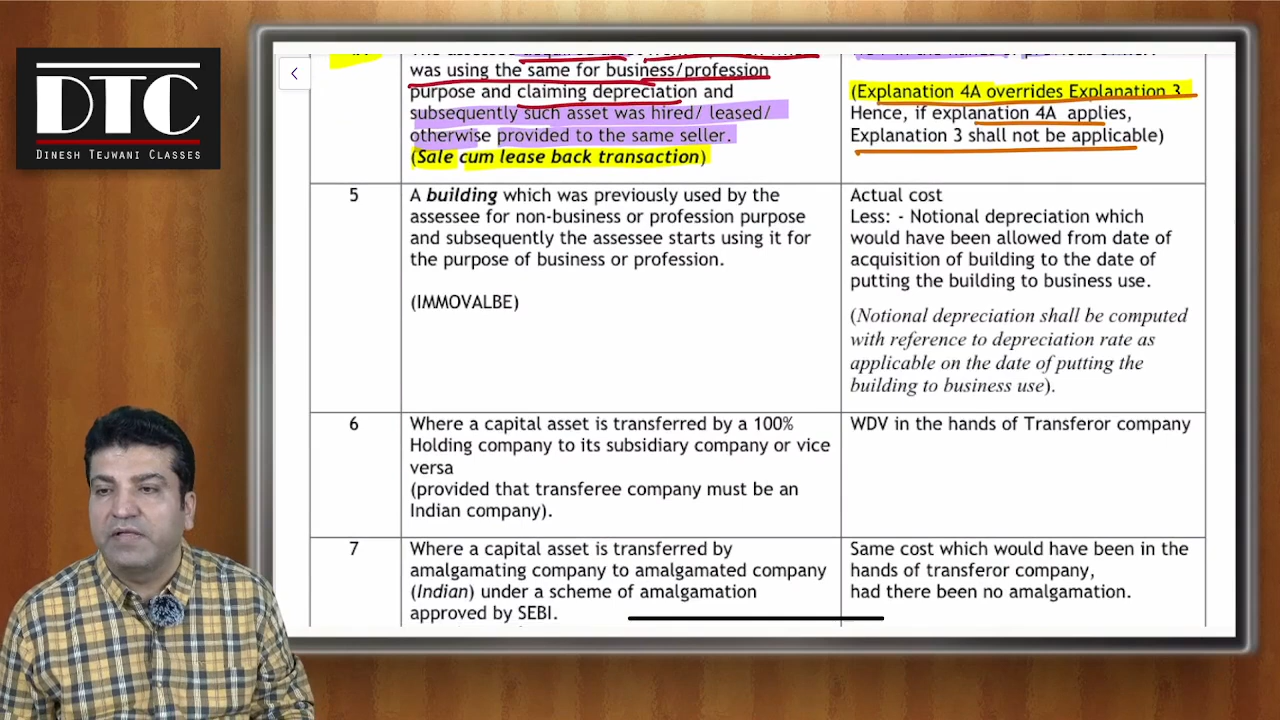 DTC
DINESH TEJWANI CLASSES
was using the same for business/profession
purpose and claiming depreciation and
subsequently such asset was hired/ leased/
otherwise provided to the same seller.
(Sale cum lease back transaction)
(Explanation 4A overrides Explanation 3
Hence, if explanation 4A applies,
Explanation 3 shall not be applicable)
5
A building which was previously used by the
assessee for non-business or profession purpose
and subsequently the assessee starts using it for
the purpose of business or profession.
(IMMOVALBE)
Actual cost
Less: - Notional depreciation which
would have been allowed from date of
acquisition of building to the date of
putting the building to business use.
(Notional depreciation shall be computed
with reference to depreciation rate as
applicable on the date of putting the
building to business use).
6
Where a capital asset is transferred by a 100%
Holding company to its subsidiary company or vice
versa
(provided that transferee company must be an
Indian company).
WDV in the hands of Transferor company
7
Where a capital asset is transferred by
amalgamating company to amalgamated company
(Indian) under a scheme of amalgamation
approved by SEBI.
Same cost which would have been in the
hands of transferor company,
had there been no amalgamation.